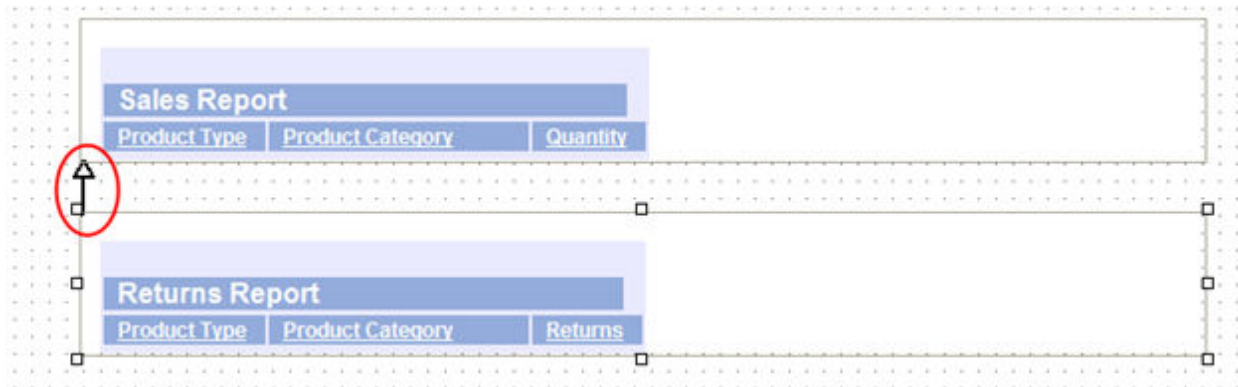 Sales Report
Product Type Product Category Quantity
Returns Report
Product Type Product Category Returns